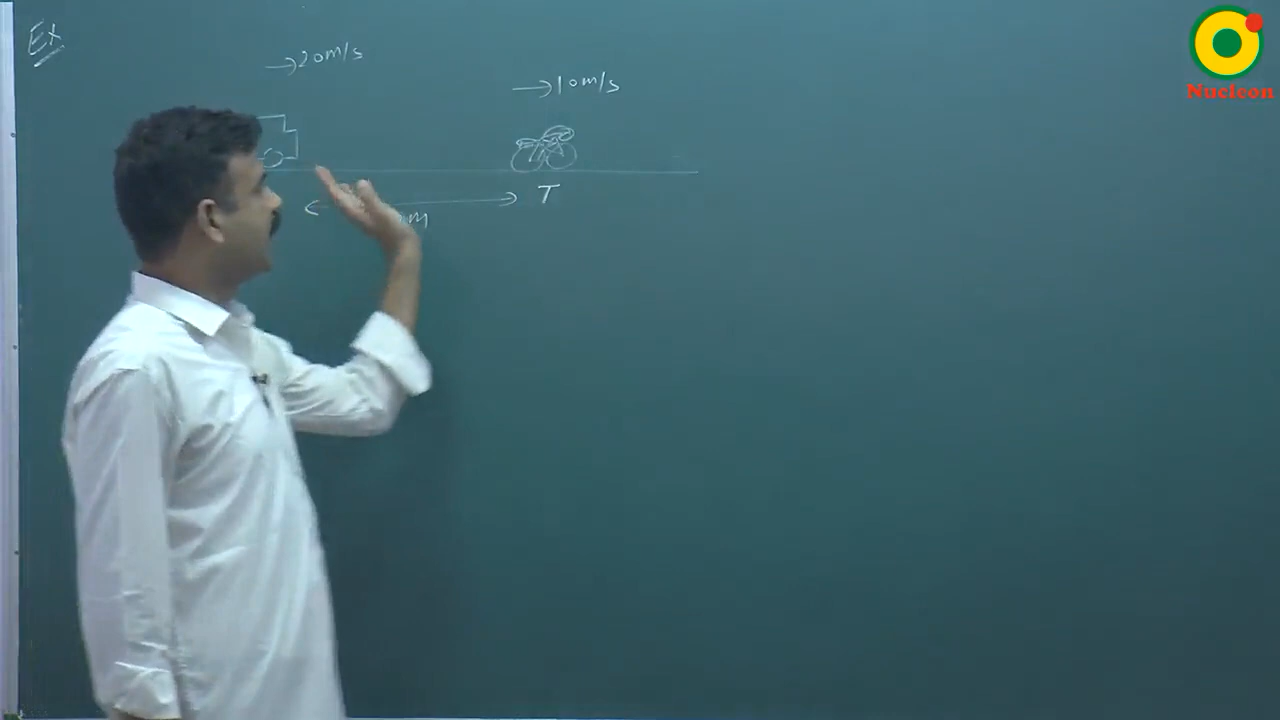 Ex
→20m/s
→10m/s
T
m
Nucleon